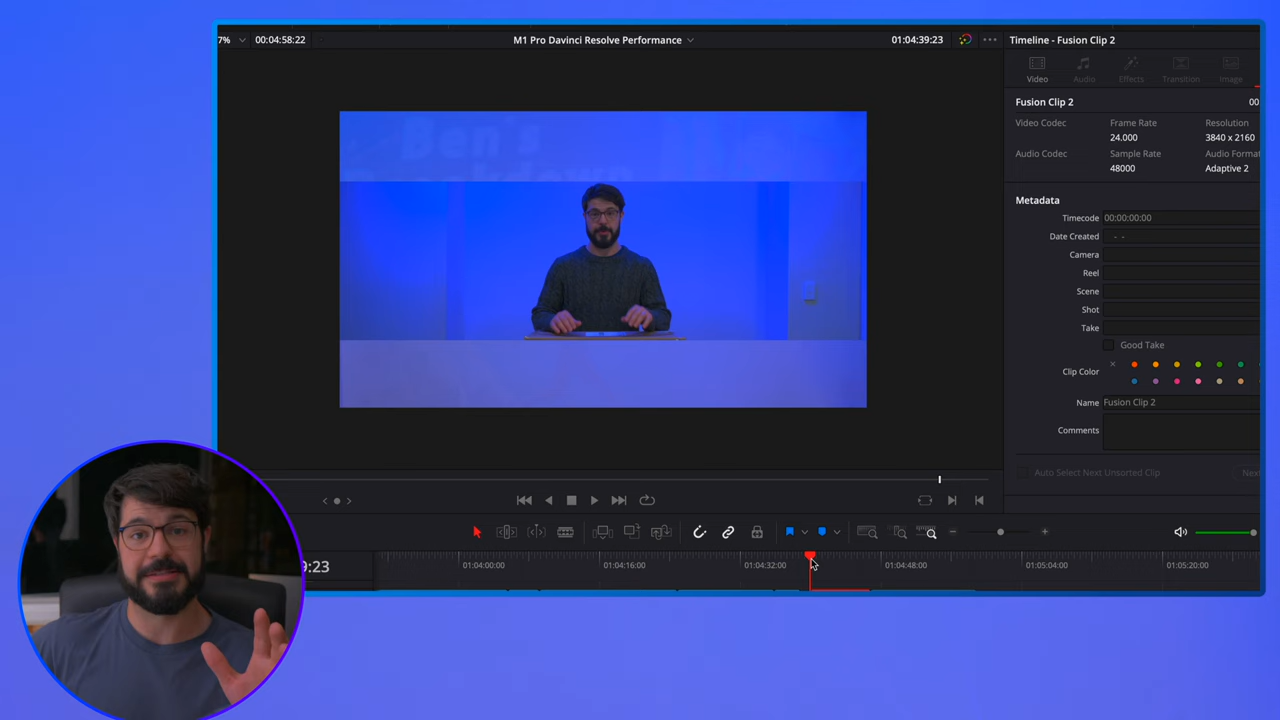 7% 00:04:58:22 M1 Pro Davinci Resolve Performance 01:04:39:23 Timeline - Fusion Clip 2
Video Audio Effects Transition Image
Fusion Clip 2 00
Video Codec Frame Rate Resolution
24.000 3840 x 2160
Audio Codec Sample Rate Audio Format
48000 Adaptive 2
Ben's
Metadata
Timecode 00:00:00:00
Date Created - -
Camera
Reel
Scene
Shot
Take
Good Take
Clip Color
Name Fusion Clip 2
Comments
Auto Select Next Unsorted Clip Next
9:23 01:04:00:00 01:04:16:00 01:04:32:00 01:04:48:00 01:05:04:00 01:05:20:00